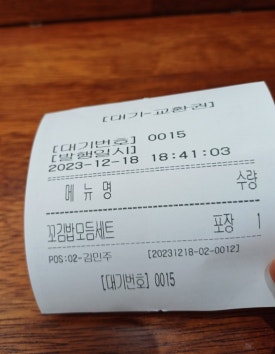 [대기-교환권]
[대기번호] 0015
[발행일시]
2023-12-18 18:41:03
메 뉴 명 수량
꼬김밥모듬세트 포장 1
POS:02-김민주 [20231218-02-0012]
[대기번호] 0015